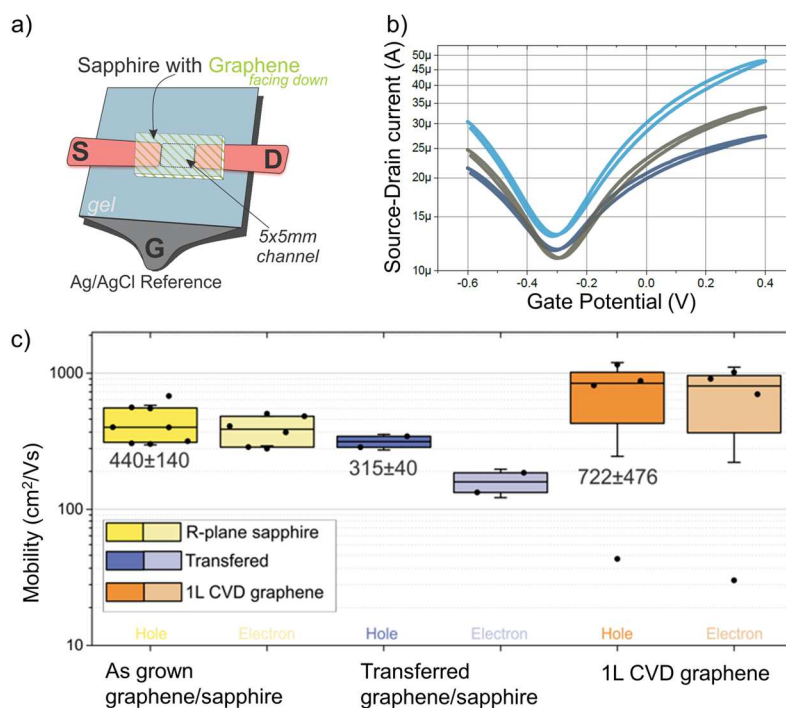 a)
Sapphire with Graphene
facing down
S
D
gel
5x5mm
channel
G
Ag/AgCl Reference
b)
Source-Drain current (A)
50μ
45μ
40μ
35μ
30μ
25μ
20μ
15μ
10μ
-0.6 -0.4 -0.2 0.0 0.2 0.4
Gate Potential (V)
c)
Mobility (cm²/Vs)
1000
100
10
440±140
315±40
722±476
R-plane sapphire
Transfered
1L CVD graphene
Hole Electron Hole Electron Hole Electron
As grown
graphene/sapphire
Transferred
graphene/sapphire
1L CVD graphene